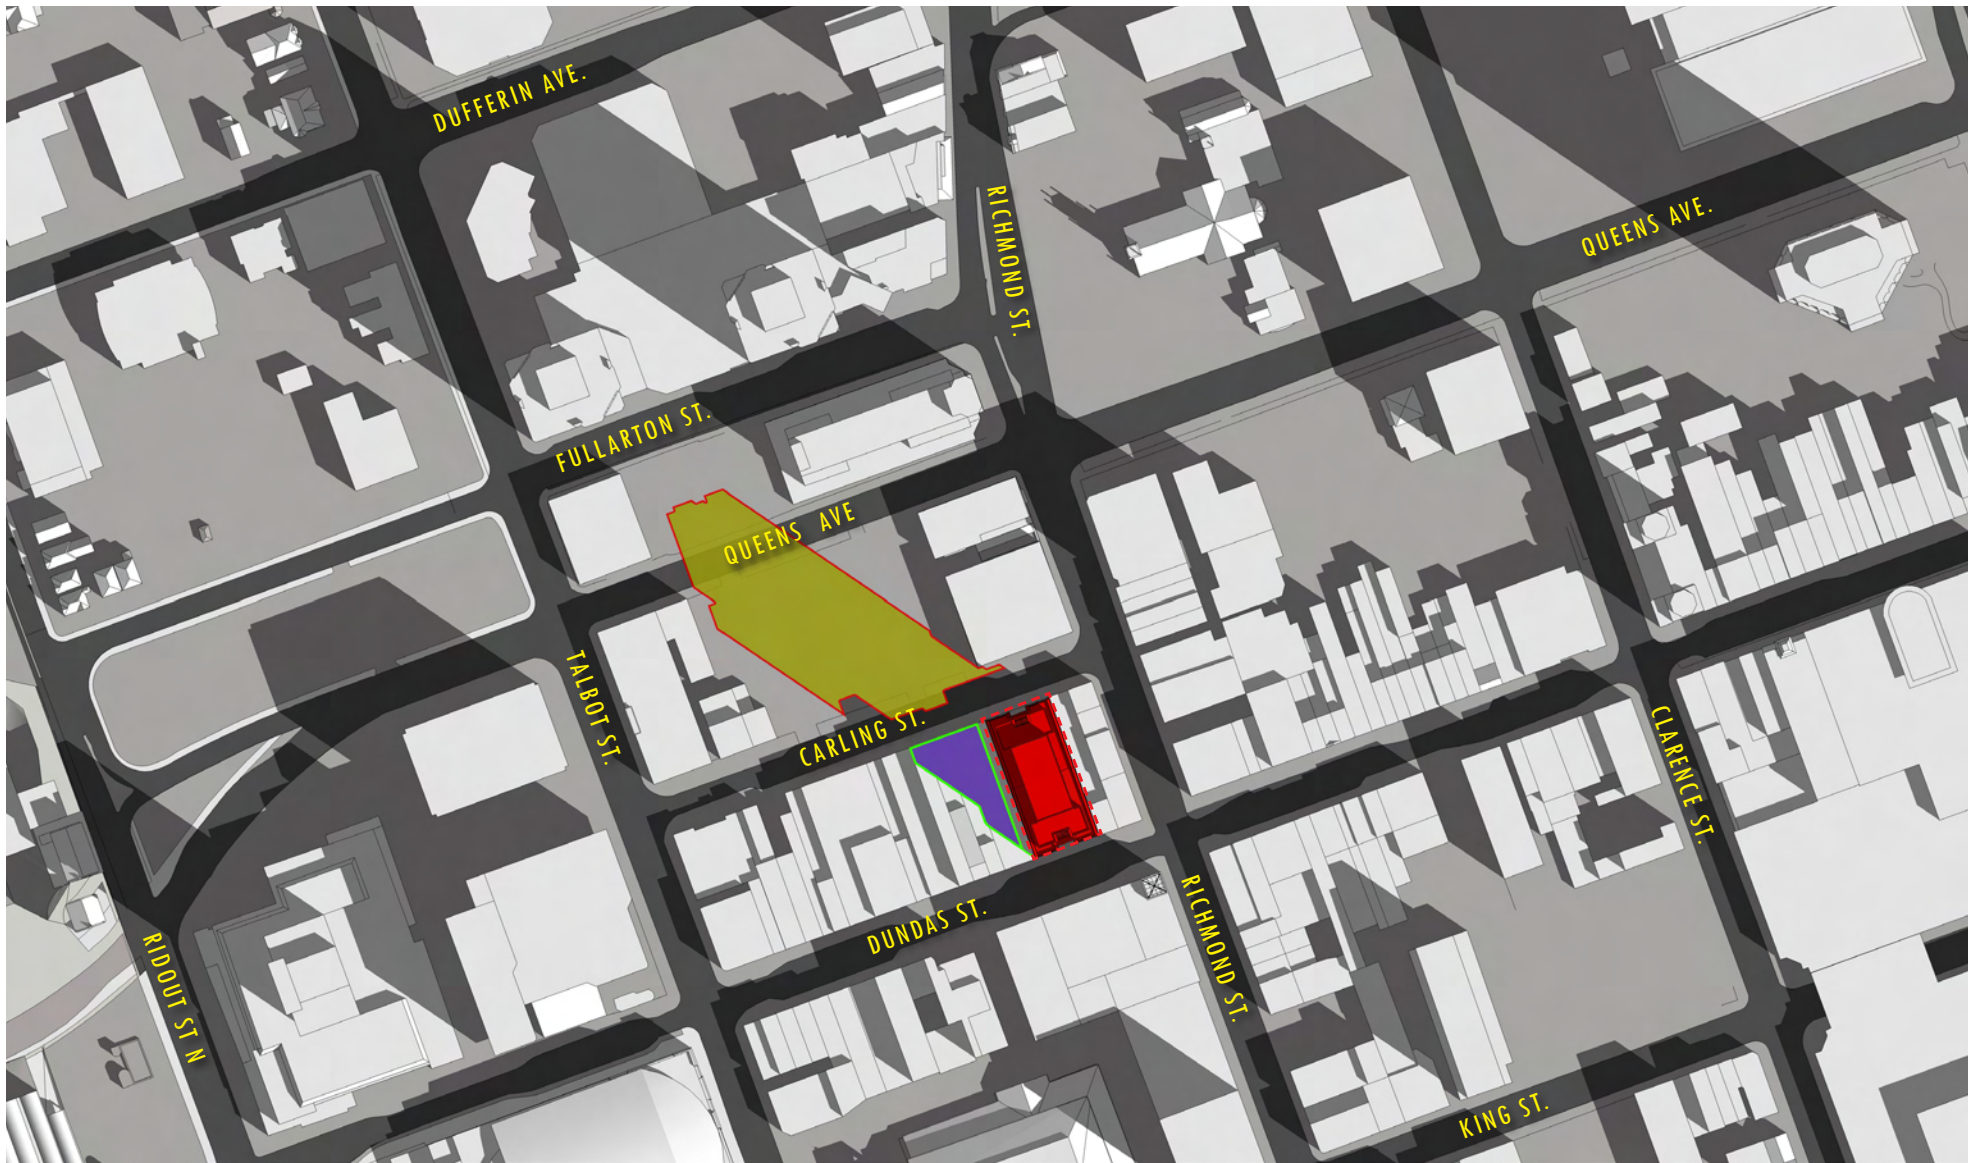 DUFFERIN AVE.
RICHMOND ST.
QUEENS AVE.
FULLARTON ST.
QUEENS AVE
TALBOT ST.
CARLING ST.
CLARENCE ST.
DUNDAS ST.
RICHMOND ST.
RIDOUT ST N
KING ST.